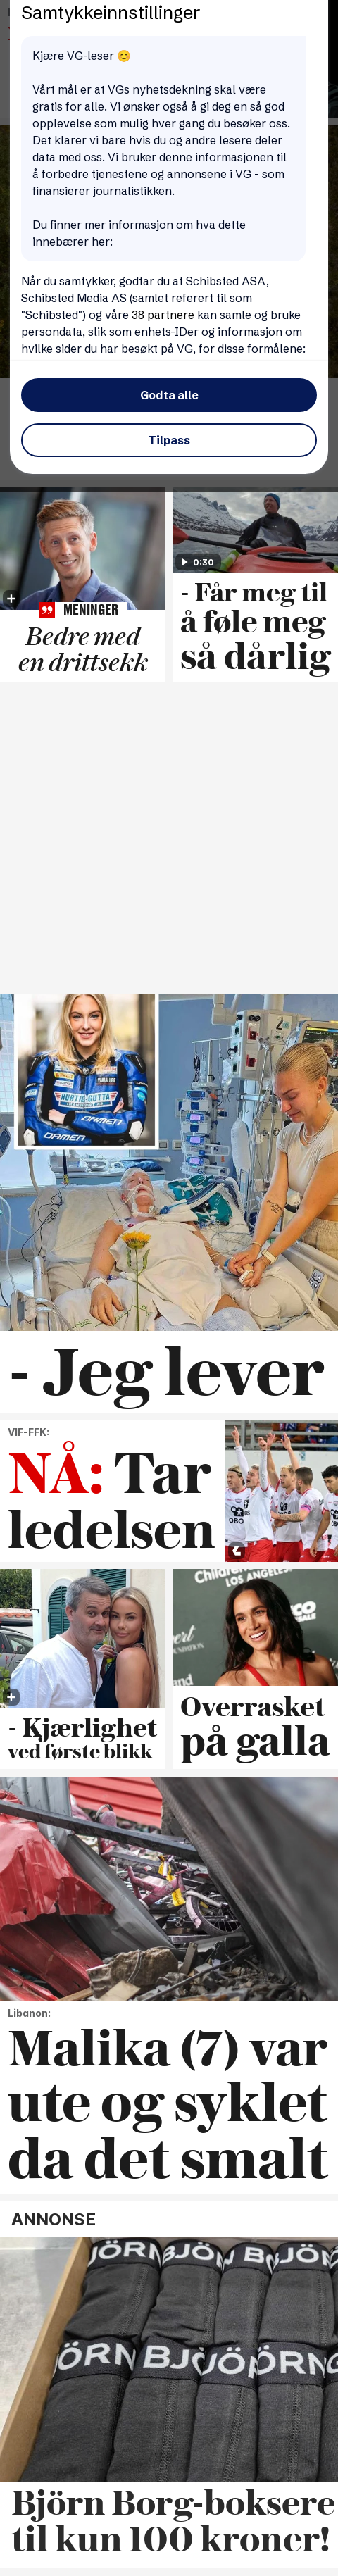 Samtykkeinnstillinger
Kjære VG-leser 😊
Vårt mål er at VGs nyhetsdekning skal være
gratis for alle. Vi ønsker også å gi deg en så god
opplevelse som mulig hver gang du besøker oss.
Det klarer vi bare hvis du og andre lesere deler
data med oss. Vi bruker denne informasjonen til
å forbedre tjenestene og annonsene i VG - som
finansierer journalistikken.
Du finner mer informasjon om hva dette
innebærer her:
Når du samtykker, godtar du at Schibsted ASA,
Schibsted Media AS (samlet referert til som
"Schibsted") og våre 38 partnere kan samle og bruke
persondata, slik som enhets-IDer og informasjon om
hvilke sider du har besøkt på VG, for disse formålene:
Godta alle
Tilpass
MENINGER
Bedre med
en drittsekk
0:30
- Får meg til
å føle meg
så dårlig
HURTIG-GUTTA
DAMEN
DAMEN
- Jeg lever
VIF-FFK:
NÅ: Tar
ledelsen
OBO
- Kjærlighet
ved første blikk
Children
LOS ANGELES
Overrasket
på galla
Libanon:
Malika (7) var
ute og syklet
da det smalt
ANNONSE
Björn Borg-boksere
til kun 100 kroner!